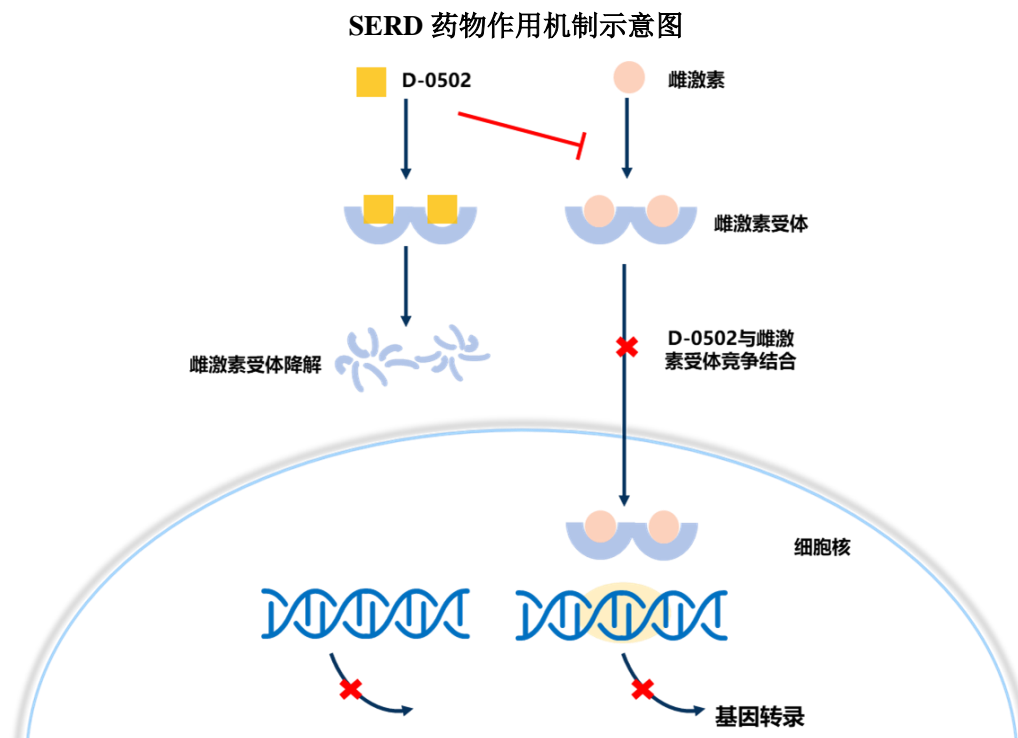 SERD 药物作用机制示意图
D-0502
雌激素
雌激素受体
D-0502与雌激
素受体竞争结合
雌激素受体降解
细胞核
基因转录